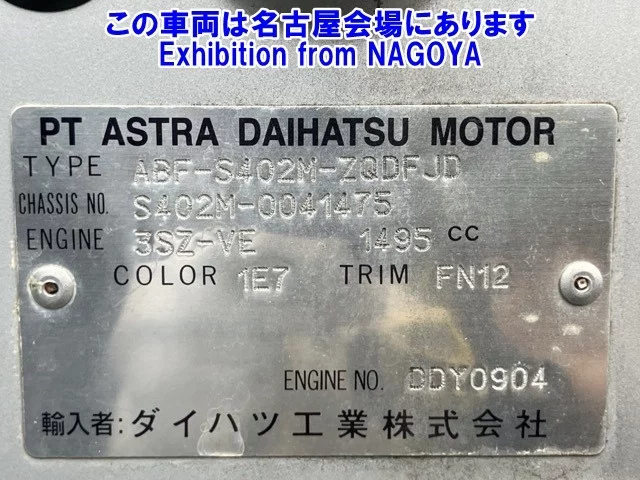 この車両は名古屋会場にあります
Exhibition from NAGOYA
PT ASTRA DAIHATSU MOTOR
TYPE ABF-S402M-ZQDFJD
CHASSIS NO. S402M-0041475
ENGINE 3SZ-VE 1495 CC
COLOR 1E7 TRIM FN12
ENGINE NO. DDY0904
輸入者:ダイハツ工業株式会社